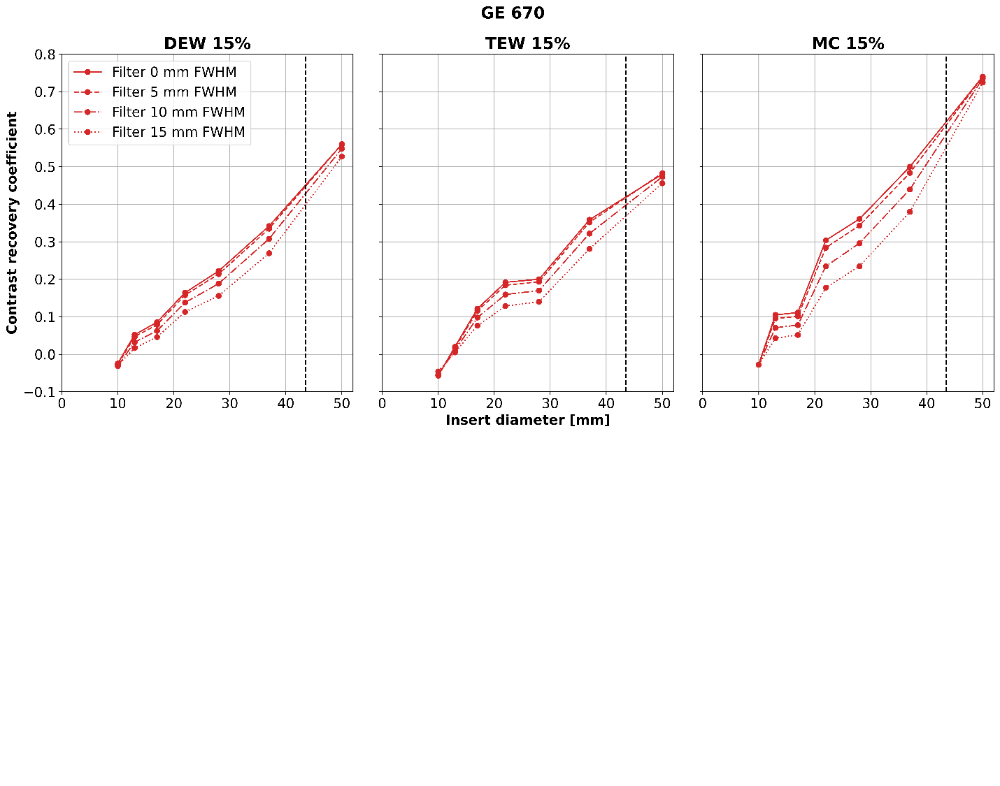 GE 670
DEW 15%
TEW 15%
MC 15%
Contrast recovery coefficient
0.8
0.7
0.6
0.5
0.4
0.3
0.2
0.1
0.0
−0.1
Filter 0 mm FWHM
Filter 5 mm FWHM
Filter 10 mm FWHM
Filter 15 mm FWHM
0 10 20 30 40 50
0 10 20 30 40 50
0 10 20 30 40 50
Insert diameter [mm]